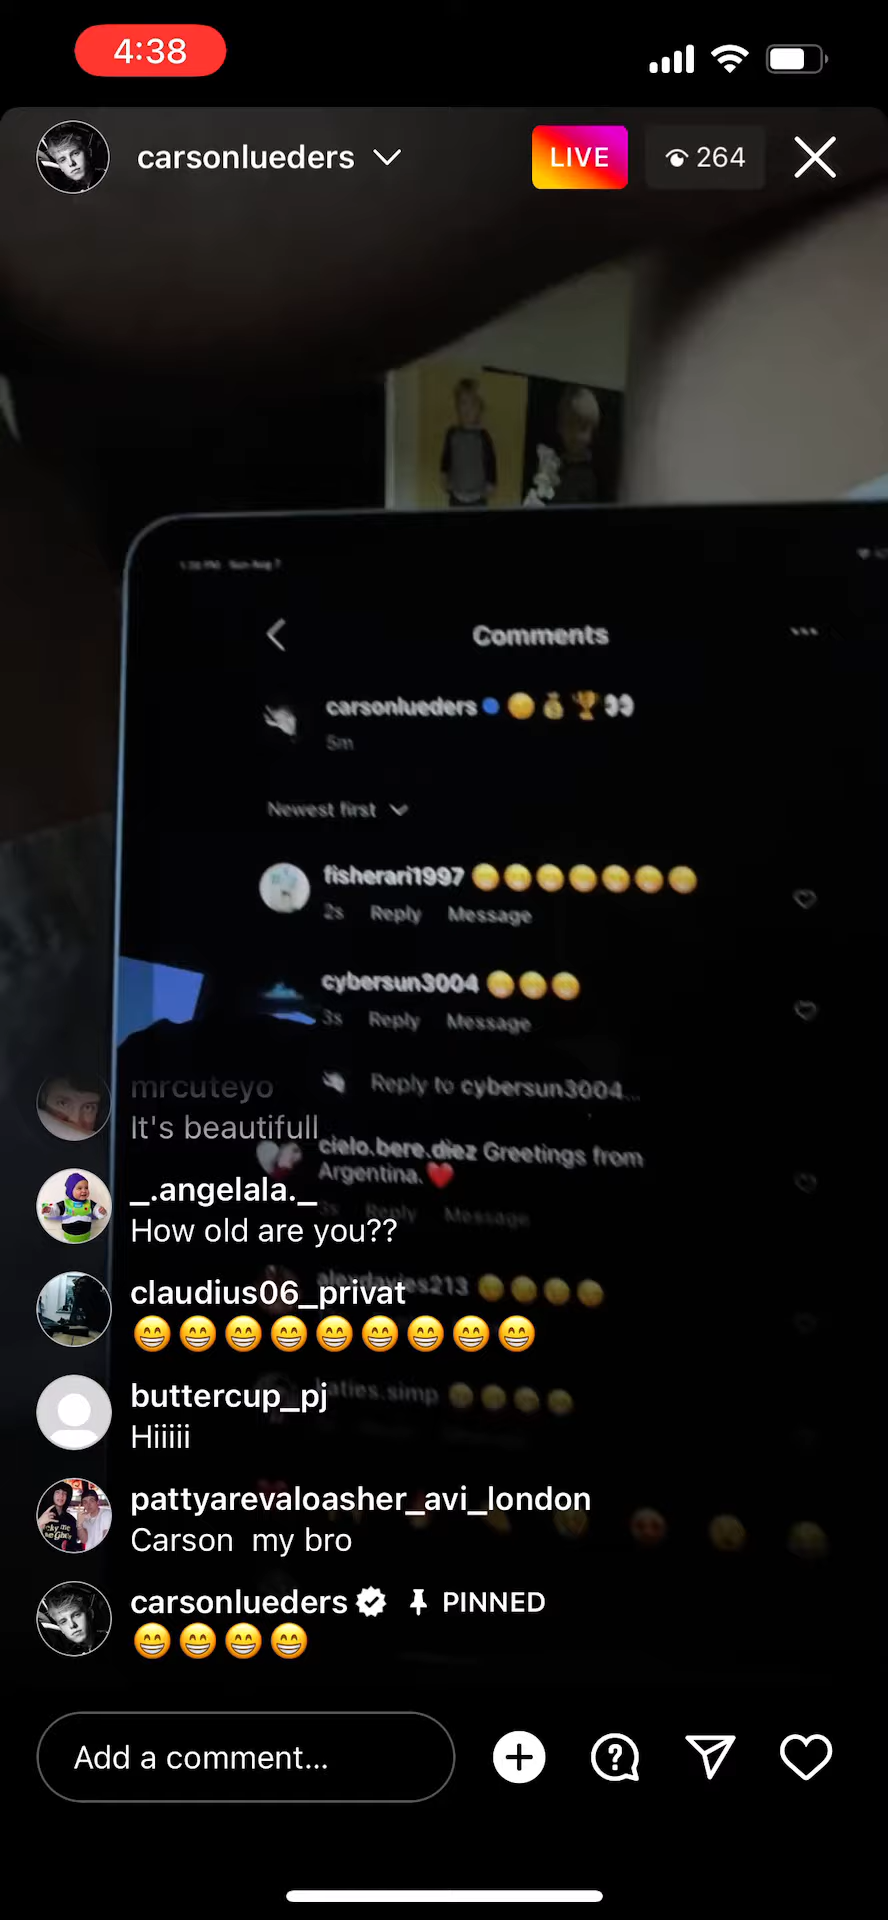 4:38
carsonlueders
LIVE
264
Comments
carsonlueders
5m
Newest first
fisherari1997 😁😁😁😁😁😁😁
2s Reply Message
cybersun3004 😁😁😁
3s Reply Message
Reply to cybersun3004...
cielo.bere.diez Greetings from
Argentina.❤️
Reply Message
mrcuteyo
It's beautifull
_.angelala._
How old are you??
claudius06_privat
😁😁😁😁😁😁😁😁😁
buttercup_pj
Hiiiii
pattyarevaloasher_avi_london
Carson my bro
carsonlueders PINNED
😁😁😁😁
Add a comment...